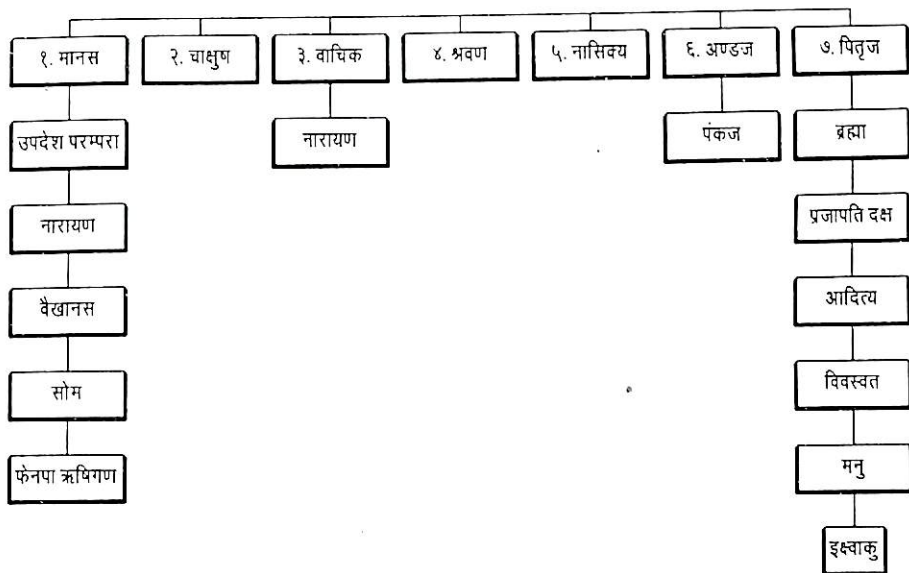 १. मानस
२. चाक्षुष
३. वाचिक
४. श्रवण
५. नासिक्य
६. अण्डज
७. पितृज
उपदेश परम्परा
नारायण
पंकज
ब्रह्मा
नारायण
प्रजापति दक्ष
वैखानस
आदित्य
सोम
विवस्वत
फेनपा ऋषिगण
मनु
इक्ष्वाकु